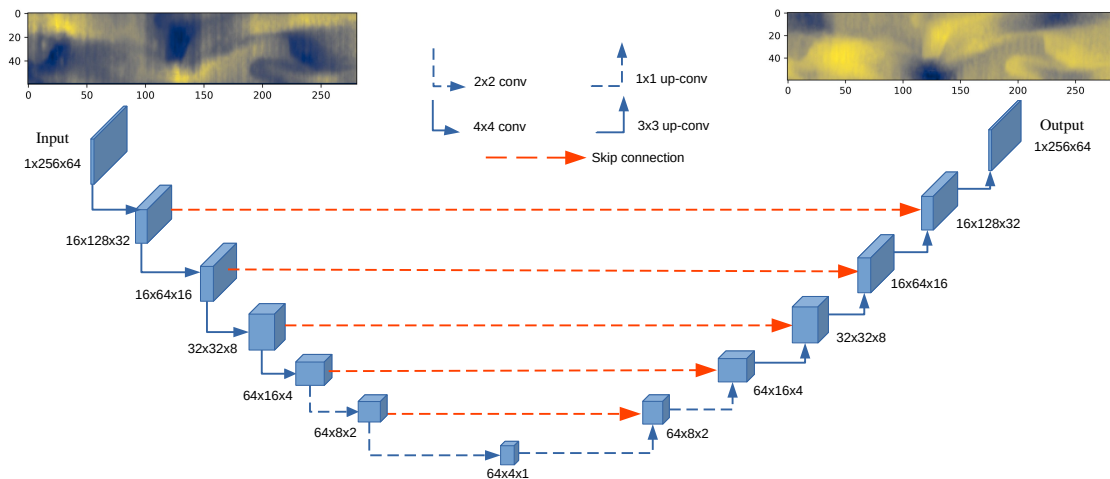 0
20
40
0
50
100
150
200
250
0
20
40
0
50
100
150
200
250
2x2 conv
1x1 up-conv
4x4 conv
3x3 up-conv
Skip connection
Input
1x256x64
Output
1x256x64
16x128x32
16x128x32
16x64x16
16x64x16
32x32x8
32x32x8
64x16x4
64x16x4
64x8x2
64x8x2
64x4x1